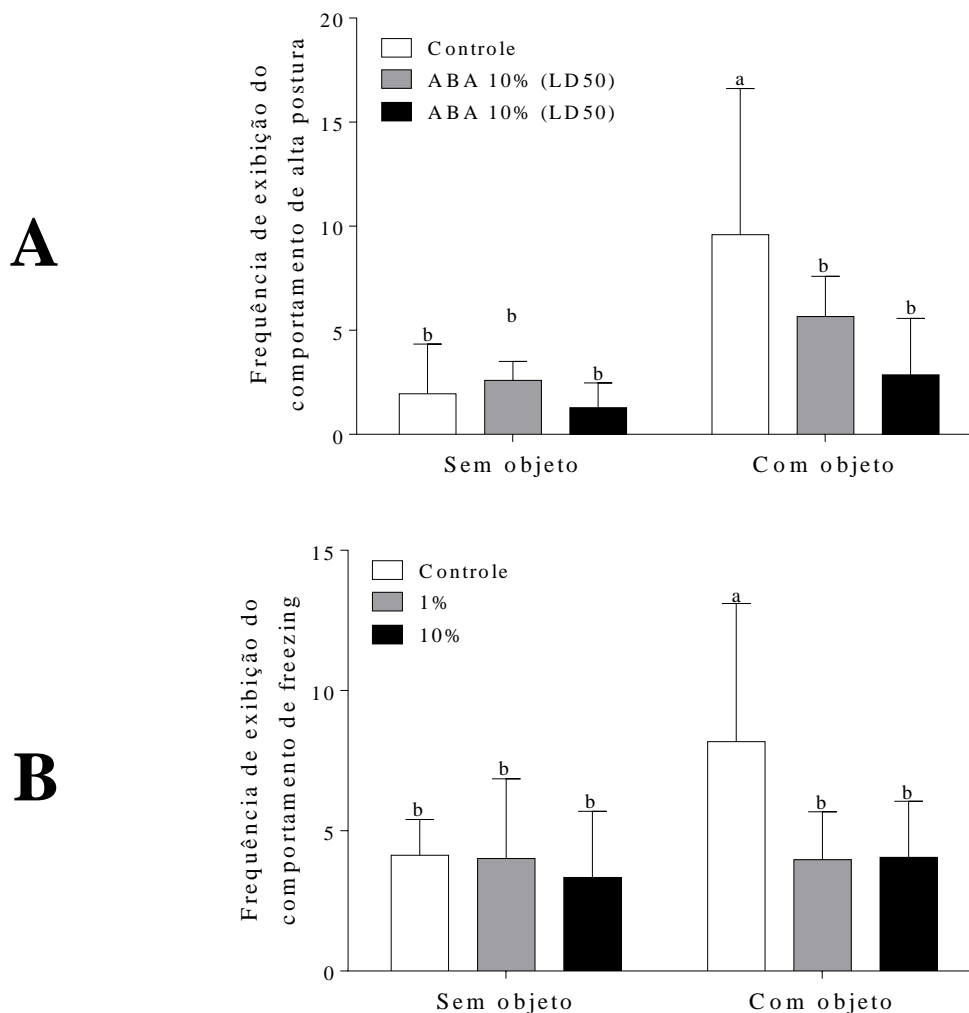 A
Frequência de exibição do
comportamento de alta postura
20
15
10
5
0
Controle
ABA 10% (LD50)
ABA 10% (LD50)
b
b
b
a
b
b
Sem objeto
Com objeto
B
Frequência de exibição do
comportamento de freezing
15
10
5
0
Controle
1%
10%
b
b
b
a
b
b
Sem objeto
Com objeto